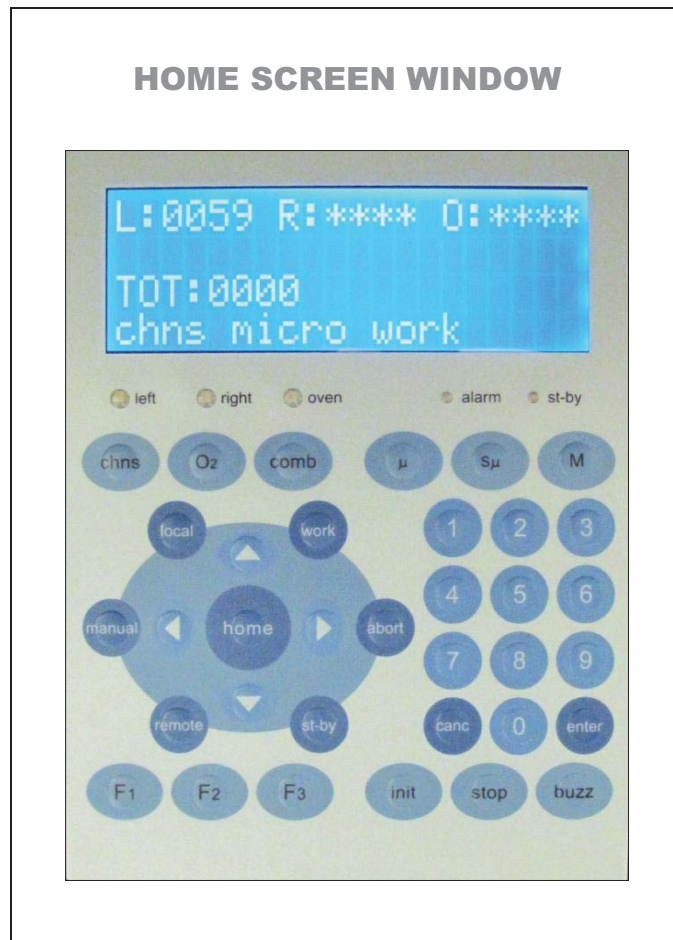 HOME SCREEN WINDOW
L:0059 R:**** O:****
TOT:0000
chns micro work
left right oven alarm st-by
chns O2 comb µ Sµ M
local work 1 2 3
manual home abort 4 5 6
7 8 9
remote st-by canc 0 enter
F1 F2 F3 init stop buzz